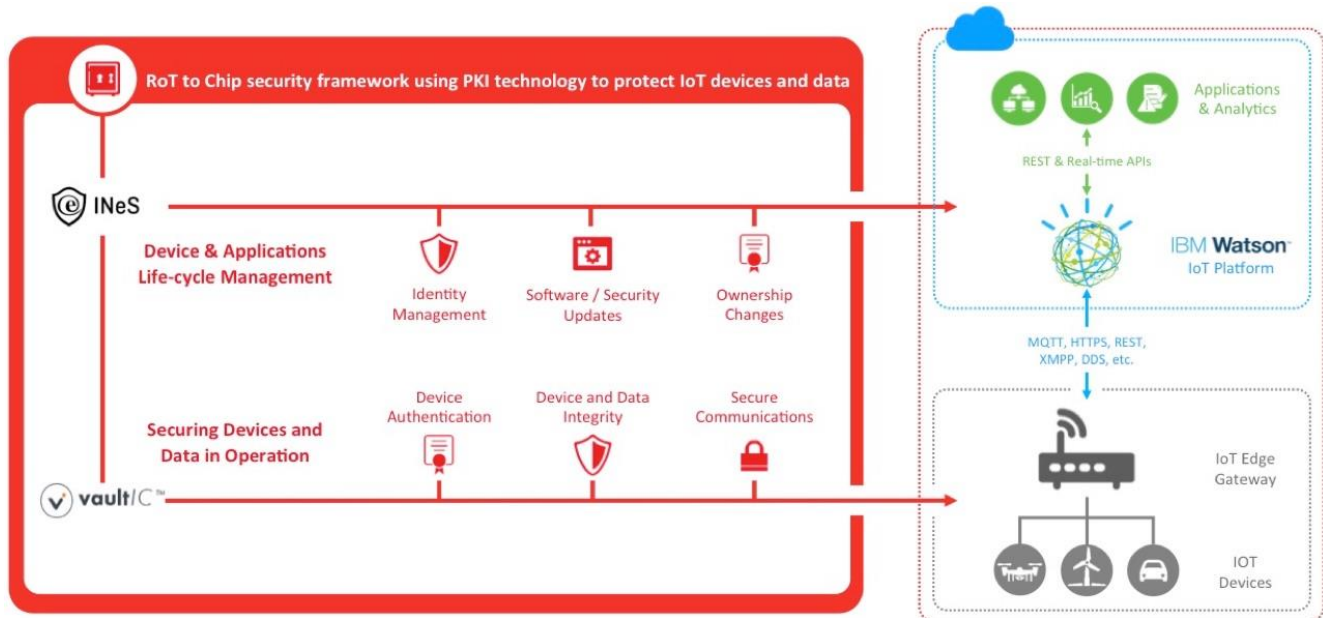 RoT to Chip security framework using PKI technology to protect IoT devices and data
INeS
Device & Applications
Life-cycle Management
Identity
Management
Software / Security
Updates
Ownership
Changes
Device
Authentication
Device and Data
Integrity
Secure
Communications
Securing Devices and
Data in Operation
vaultIC™
Applications
& Analytics
REST & Real-time APIs
IBM Watson™
IoT Platform
MQTT, HTTPS, REST,
XMPP, DDS, etc.
IoT Edge
Gateway
IOT
Devices